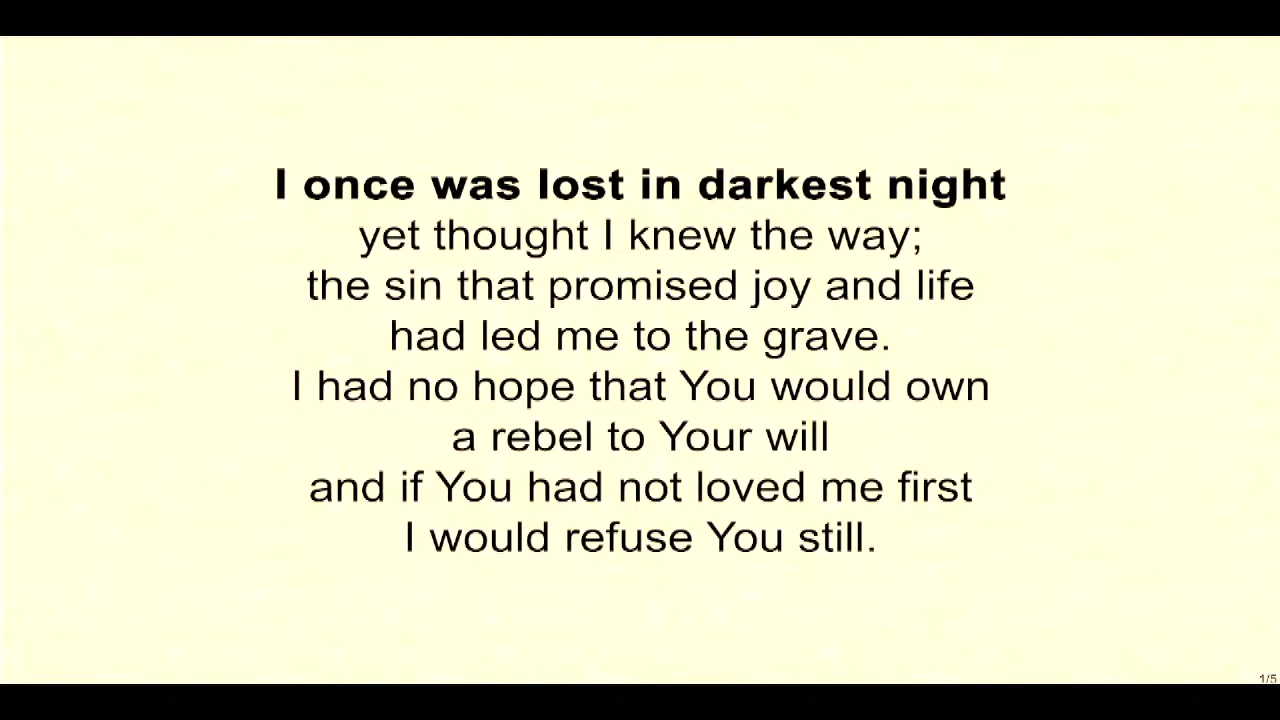 I once was lost in darkest night
yet thought I knew the way;
the sin that promised joy and life
had led me to the grave.
I had no hope that You would own
a rebel to Your will
and if You had not loved me first
I would refuse You still.
1/5